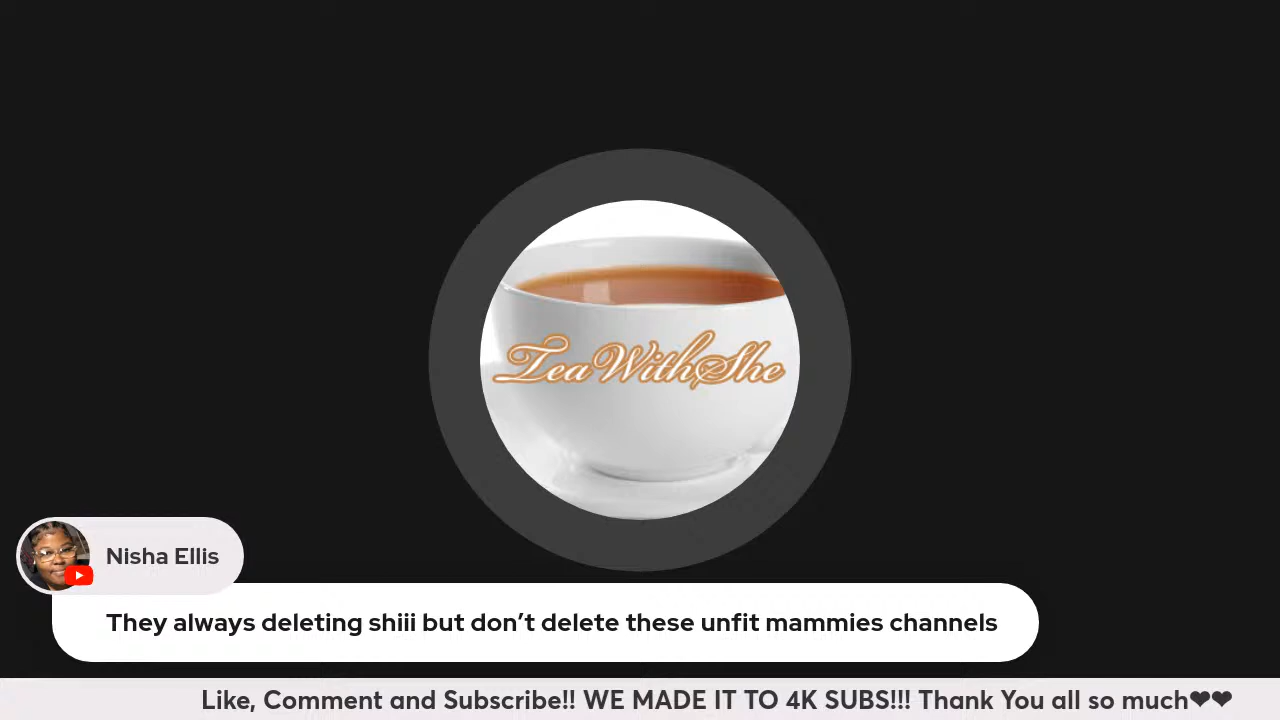 TeaWithShe
Nisha Ellis
They always deleting shiii but don’t delete these unfit mammies channels
Like, Comment and Subscribe!! WE MADE IT TO 4K SUBS!!! Thank You all so much❤❤